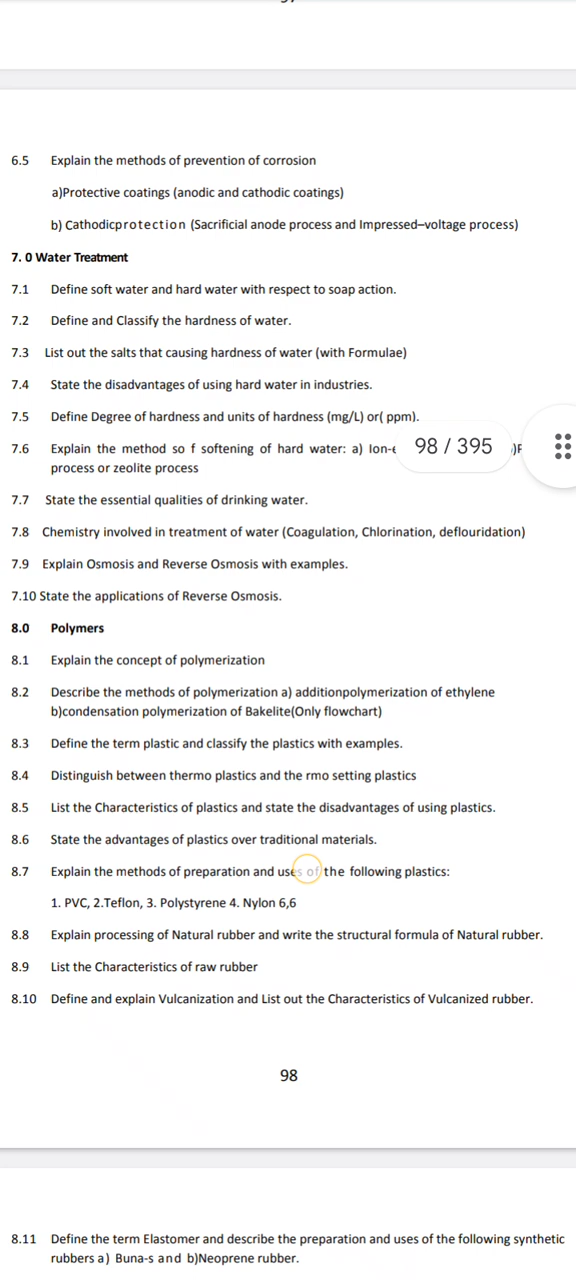 6.5 Explain the methods of prevention of corrosion
a)Protective coatings (anodic and cathodic coatings)
b) Cathodicprotection (Sacrificial anode process and Impressed–voltage process)
7. 0 Water Treatment
7.1 Define soft water and hard water with respect to soap action.
7.2 Define and Classify the hardness of water.
7.3 List out the salts that causing hardness of water (with Formulae)
7.4 State the disadvantages of using hard water in industries.
7.5 Define Degree of hardness and units of hardness (mg/L) or( ppm).
7.6 Explain the method so f softening of hard water: a) 98 / 395
process or zeolite process
7.7 State the essential qualities of drinking water.
7.8 Chemistry involved in treatment of water (Coagulation, Chlorination, deflouridation)
7.9 Explain Osmosis and Reverse Osmosis with examples.
7.10 State the applications of Reverse Osmosis.
8.0 Polymers
8.1 Explain the concept of polymerization
8.2 Describe the methods of polymerization a) additionpolymerization of ethylene
b)condensation polymerization of Bakelite(Only flowchart)
8.3 Define the term plastic and classify the plastics with examples.
8.4 Distinguish between thermo plastics and the rmo setting plastics
8.5 List the Characteristics of plastics and state the disadvantages of using plastics.
8.6 State the advantages of plastics over traditional materials.
8.7 Explain the methods of preparation and uses of the following plastics:
1. PVC, 2.Teflon, 3. Polystyrene 4. Nylon 6,6
8.8 Explain processing of Natural rubber and write the structural formula of Natural rubber.
8.9 List the Characteristics of raw rubber
8.10 Define and explain Vulcanization and List out the Characteristics of Vulcanized rubber.
98
8.11 Define the term Elastomer and describe the preparation and uses of the following synthetic
rubbers a) Buna-s and b)Neoprene rubber.